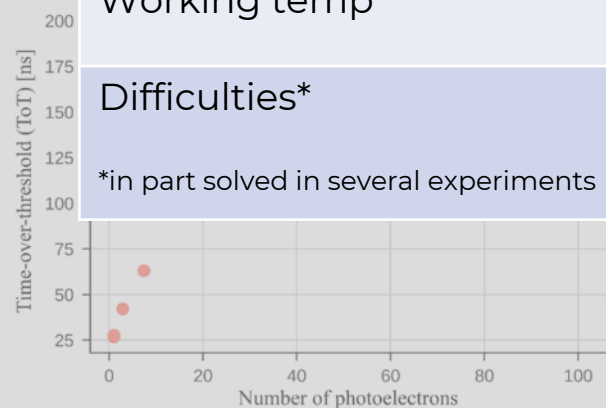 Working temp
Difficulties*
*in part solved in several experiments
Time-over-threshold (ToT) [ns]
200
175
150
125
100
75
50
25
0 20 40 60 80 100
Number of photoelectrons